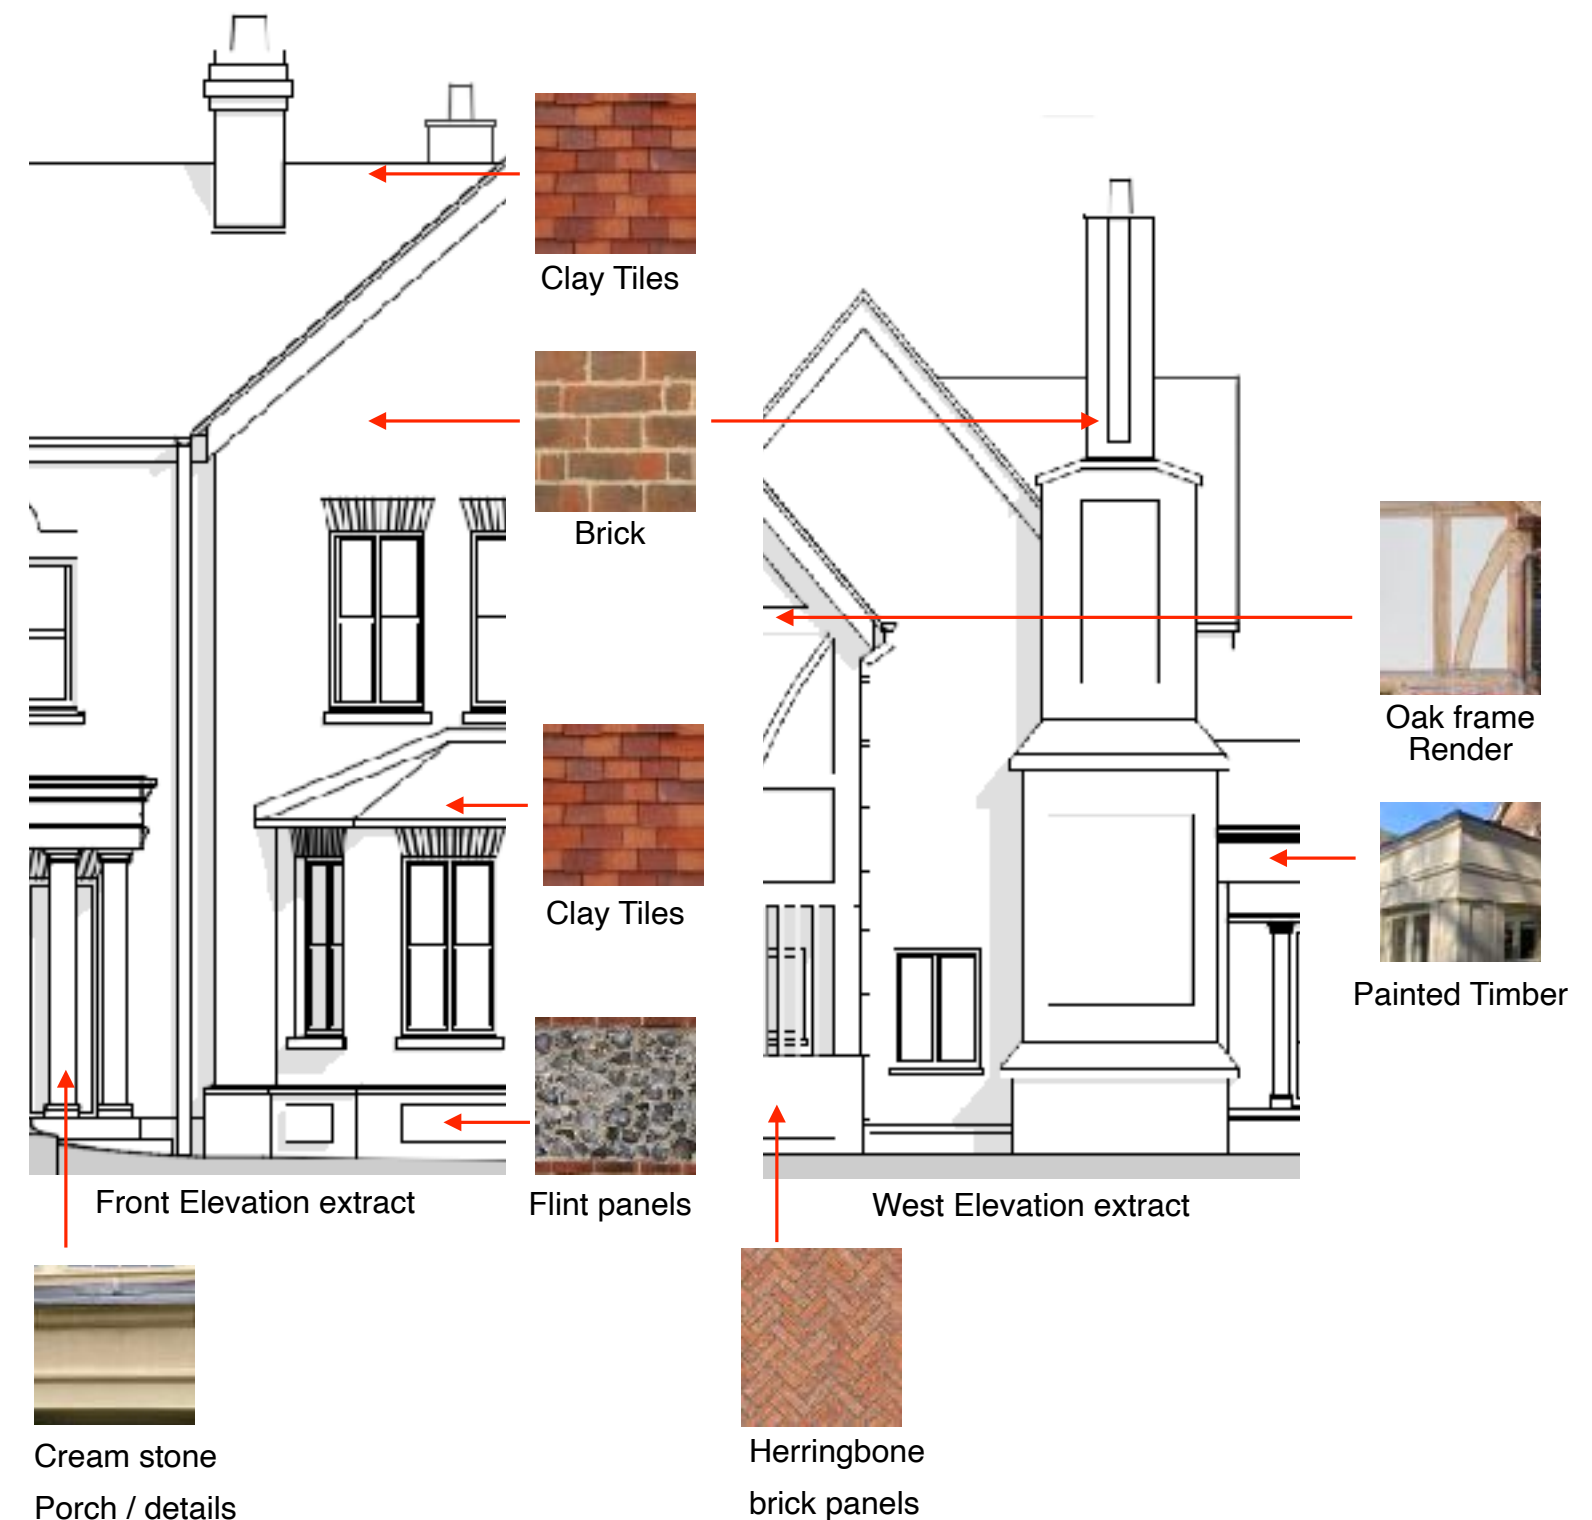 Clay Tiles
Brick
Oak frame
Render
Clay Tiles
Painted Timber
Front Elevation extract
Flint panels
West Elevation extract
Cream stone
Porch / details
Herringbone
brick panels